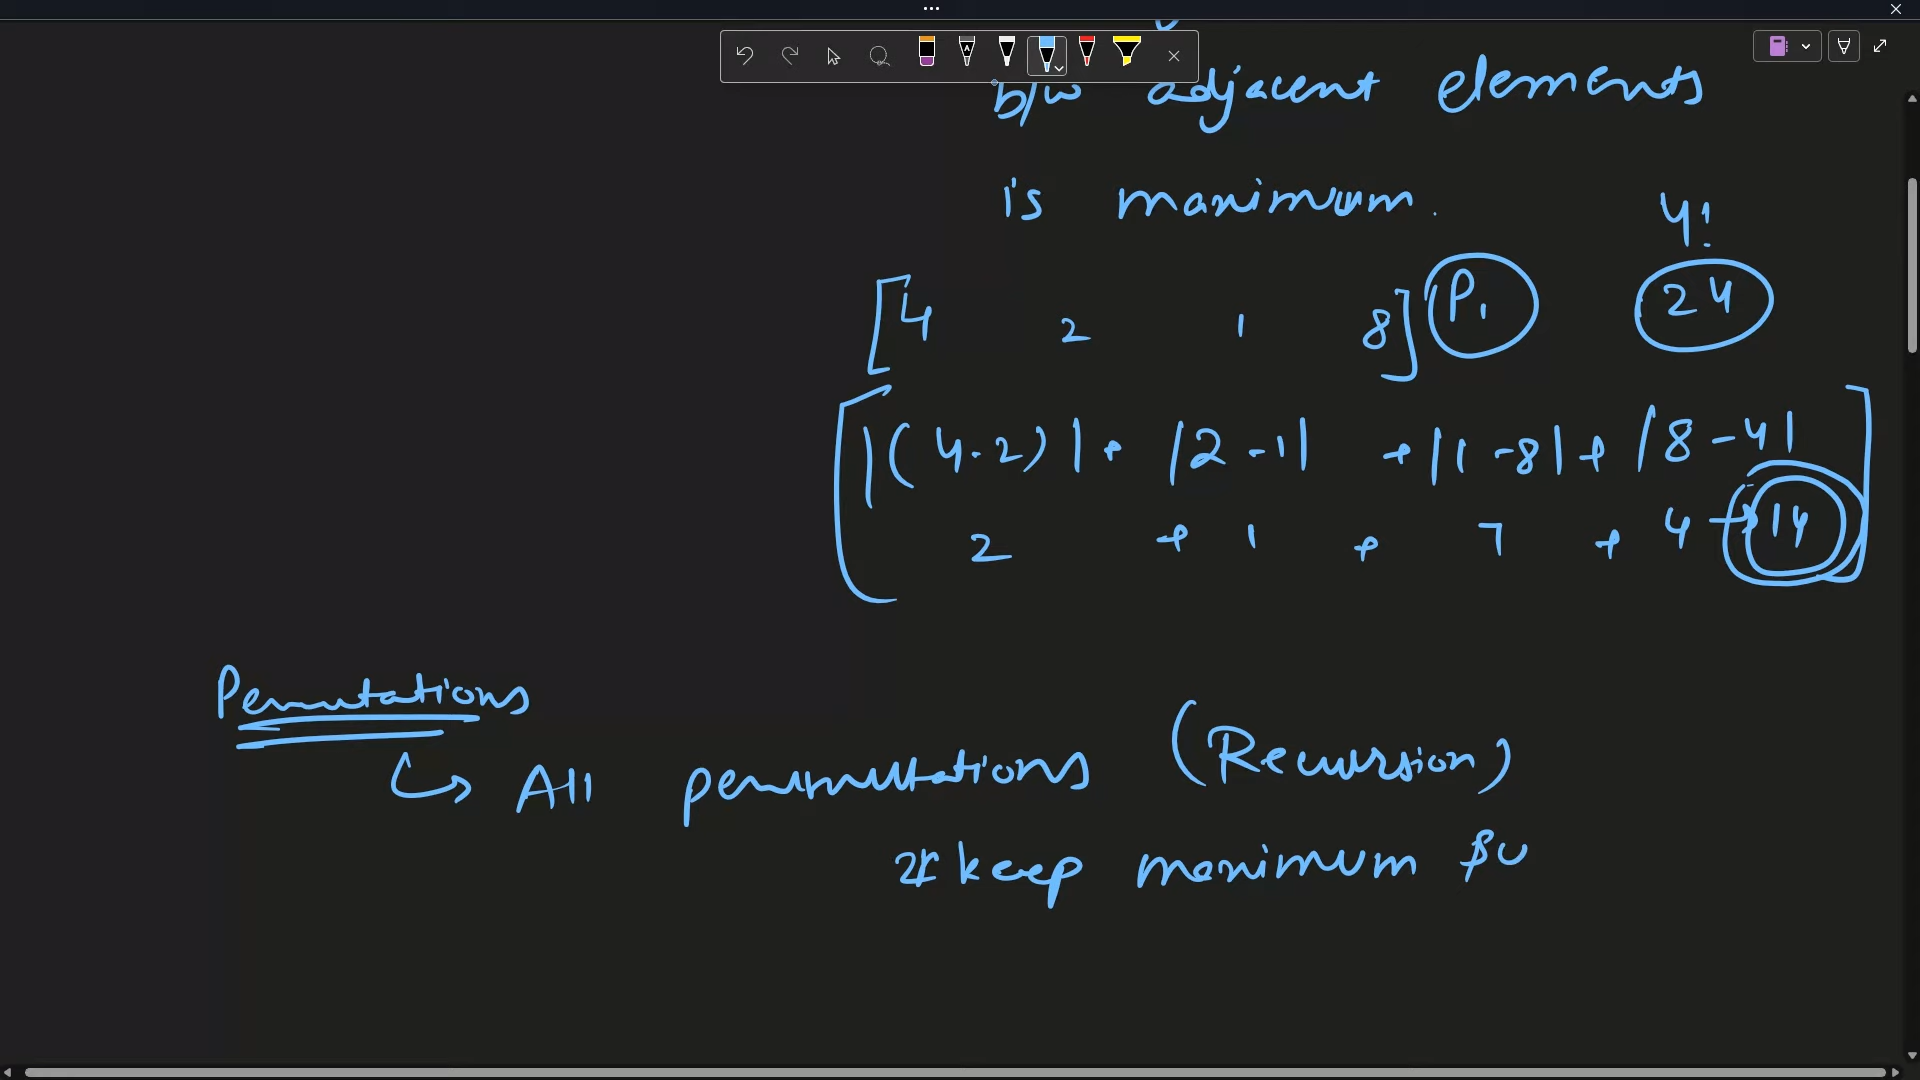 b/w adjacent elements
is maximum.
4!
[4 2 1 8] P1 24
|(4-2)| + |2-1| + |1-8| + |8-4|
2 + 1 + 7 + 4 → 14
Permutations
↳ All permutations (Recursion)
keep maximum